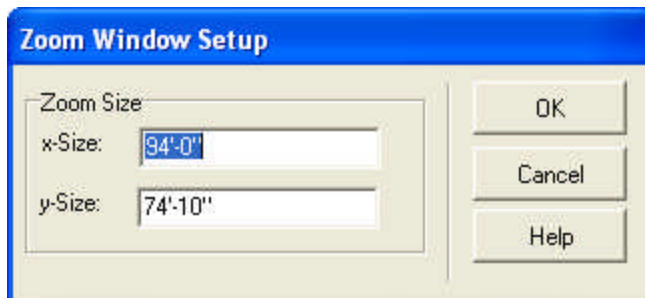 Zoom Window Setup
Zoom Size
x-Size: 94'-0"
y-Size: 74'-10"
OK
Cancel
Help